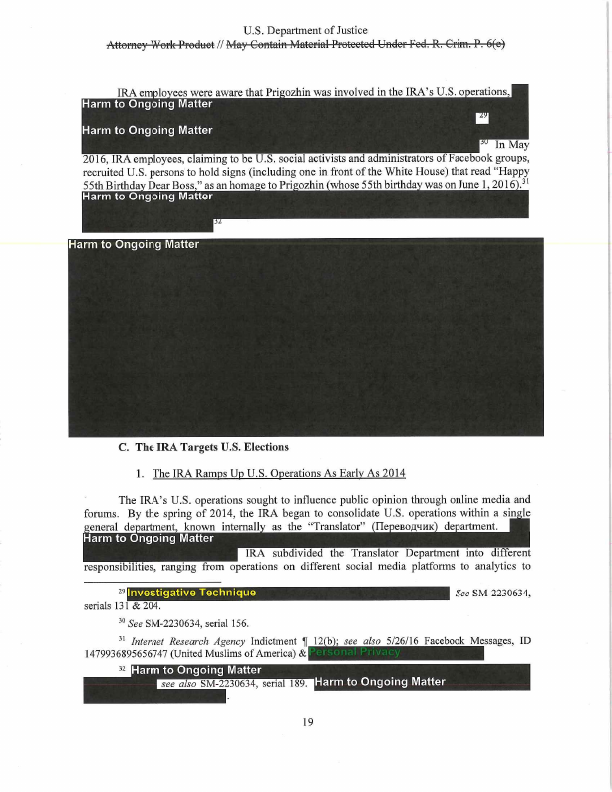 U.S. Department of Justice
Attorney Work Product // May Contain Material Protected Under Fed. R. Crim. P. 6(e)
IRA employees were aware that Prigozhin was involved in the IRA's U.S. operations,
Harm to Ongoing Matter
29
Harm to Ongoing Matter
30 In May
2016, IRA employees, claiming to be U.S. social activists and administrators of Facebook groups,
recruited U.S. persons to hold signs (including one in front of the White House) that read "Happy
55th Birthday Dear Boss," as an homage to Prigozhin (whose 55th birthday was on June 1, 2016).31
Harm to Ongoing Matter
32
Harm to Ongoing Matter
C. The IRA Targets U.S. Elections
1. The IRA Ramps Up U.S. Operations As Early As 2014
The IRA's U.S. operations sought to influence public opinion through online media and
forums. By the spring of 2014, the IRA began to consolidate U.S. operations within a single
general department, known internally as the "Translator" (Переводчик) department.
Harm to Ongoing Matter
IRA subdivided the Translator Department into different
responsibilities, ranging from operations on different social media platforms to analytics to
29 Investigative Technique See SM-2230634,
serials 131 & 204.
30 See SM-2230634, serial 156.
31 Internet Research Agency Indictment ¶ 12(b); see also 5/26/16 Facebook Messages, ID
1479936895656747 (United Muslims of America) & Personal Privacy
32 Harm to Ongoing Matter
see also SM-2230634, serial 189. Harm to Ongoing Matter
.
19